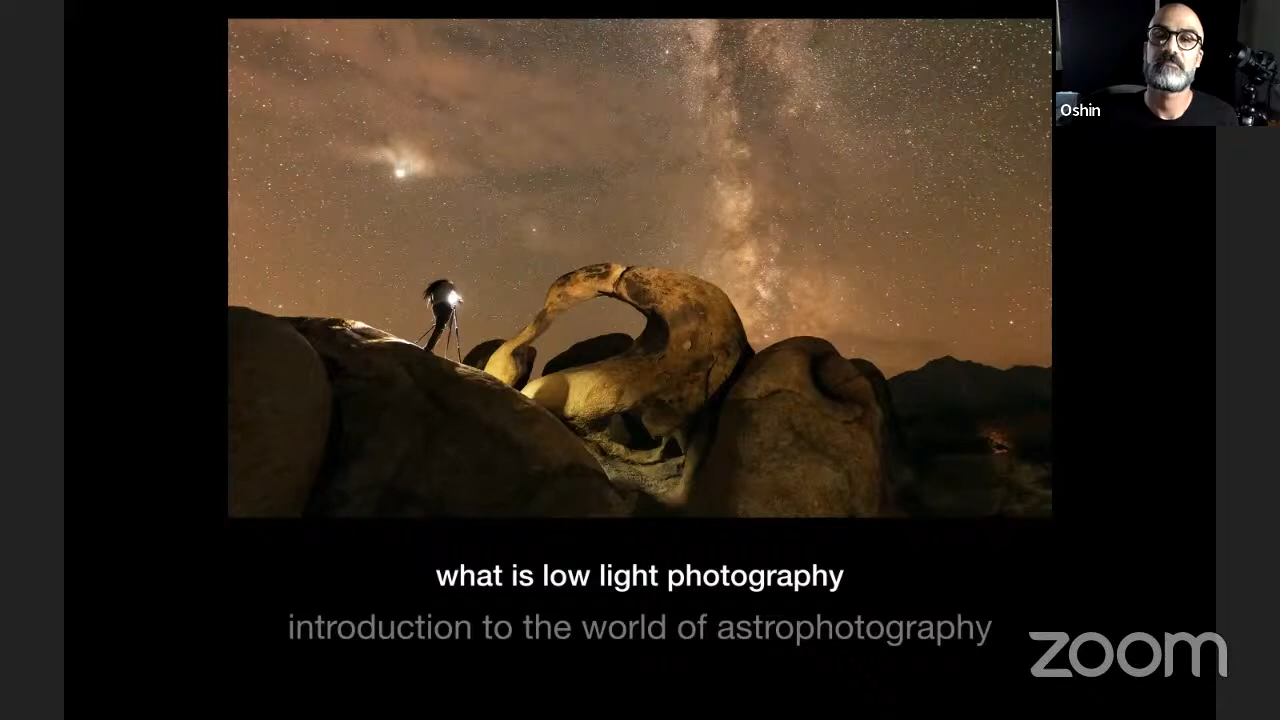 Oshin
what is low light photography
introduction to the world of astrophotography
zoom